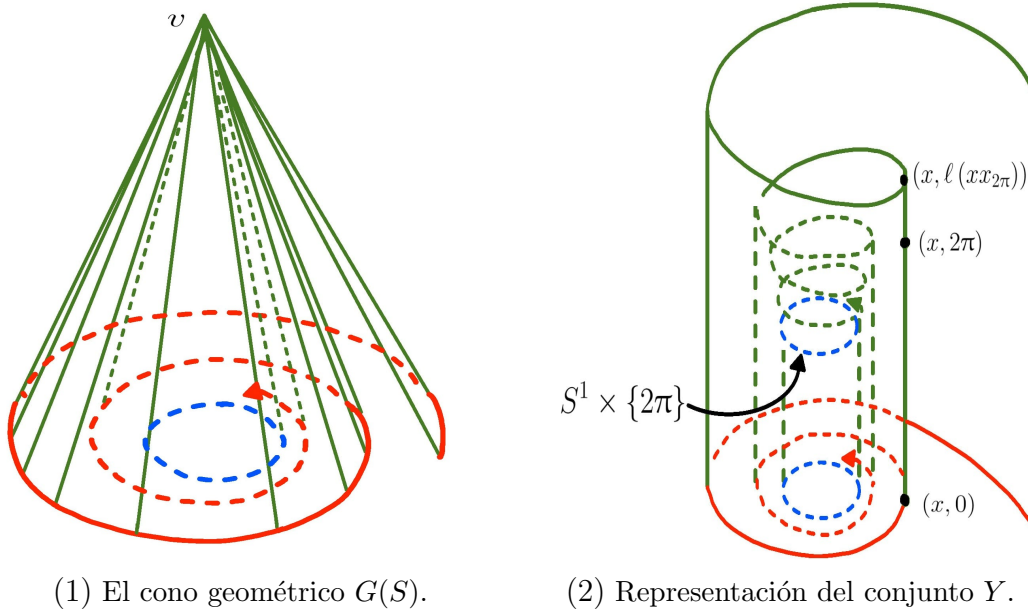 v
(x, ℓ (xx₂π))
(x, 2π)
S¹ × {2π}
(x, 0)
(1) El cono geométrico G(S).
(2) Representación del conjunto Y.